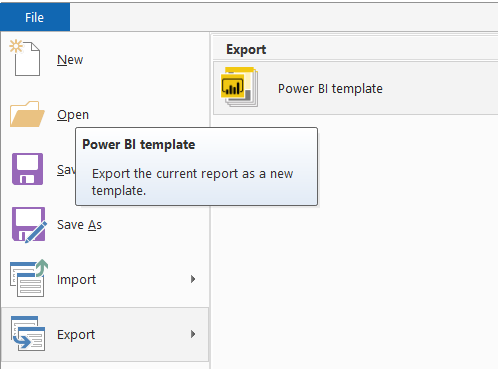 File
New
Open
Sav
Save As
Import
Export
Export
Power BI template
Power BI template
Export the current report as a new
template.